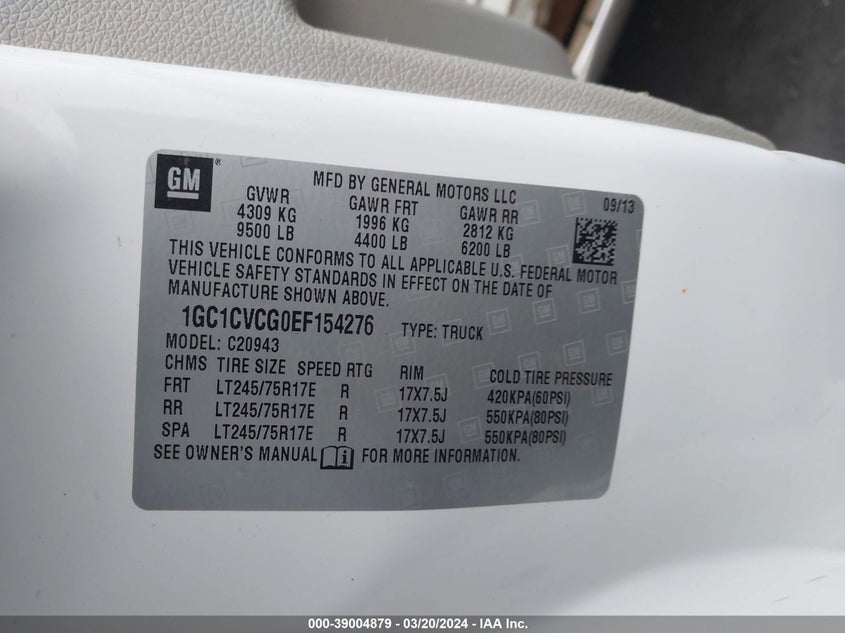 GM ®
MFD BY GENERAL MOTORS LLC 09/13
GVWR GAWR FRT GAWR RR
4309 KG 1996 KG 2812 KG
9500 LB 4400 LB 6200 LB
THIS VEHICLE CONFORMS TO ALL APPLICABLE U.S. FEDERAL MOTOR
VEHICLE SAFETY STANDARDS IN EFFECT ON THE DATE OF
MANUFACTURE SHOWN ABOVE.
1GC1CVCG0EF154276 TYPE: TRUCK
MODEL: C20943
CHMS TIRE SIZE SPEED RTG RIM COLD TIRE PRESSURE
FRT LT245/75R17E R 17X7.5J 420KPA(60PSI)
RR LT245/75R17E R 17X7.5J 550KPA(80PSI)
SPA LT245/75R17E R 17X7.5J 550KPA(80PSI)
SEE OWNER'S MANUAL FOR MORE INFORMATION.
000-39004879 - 03/20/2024 - IAA Inc.